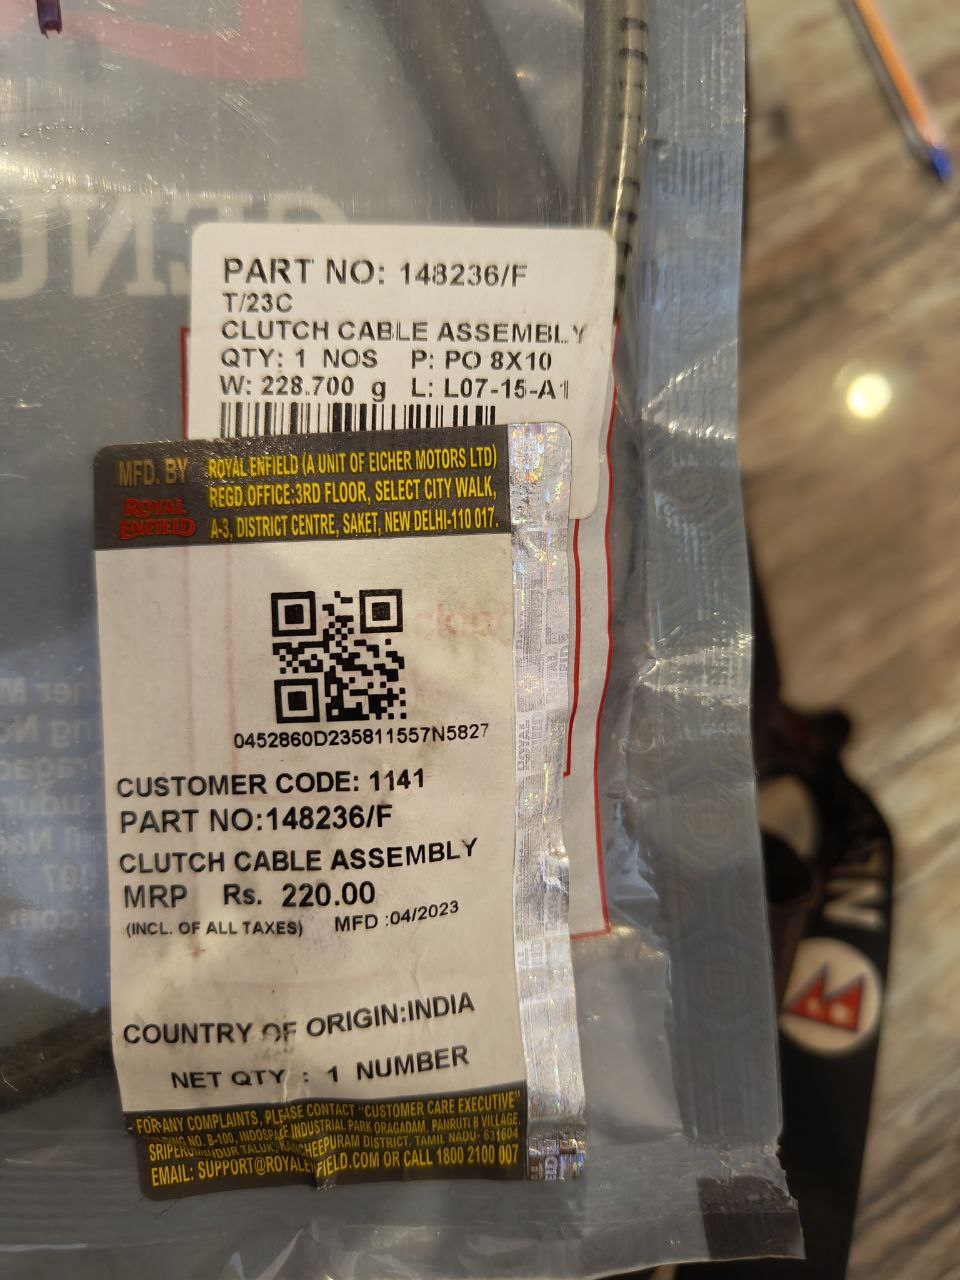 PART NO: 148236/F
T/23C
CLUTCH CABLE ASSEMBLY
QTY: 1 NOS P: PO 8X10
W: 228.700 g L: L07-15-A1
MFD. BY
ROYAL ENFIELD
ROYAL ENFIELD (A UNIT OF EICHER MOTORS LTD)
REGD.OFFICE:3RD FLOOR, SELECT CITY WALK,
A-3, DISTRICT CENTRE, SAKET, NEW DELHI-110 017.
0452860D235811557N5827
CUSTOMER CODE: 1141
PART NO:148236/F
CLUTCH CABLE ASSEMBLY
MRP Rs. 220.00
(INCL. OF ALL TAXES) MFD :04/2023
COUNTRY OF ORIGIN:INDIA
NET QTY : 1 NUMBER
FOR ANY COMPLAINTS, PLEASE CONTACT "CUSTOMER CARE EXECUTIVE"
NO. B-100, INDOSPACE INDUSTRIAL PARK ORAGADAM, PANRUTI B VILLAGE,
SRIPERUMBUDUR TALUK, KANCHEEPURAM DISTRICT, TAMIL NADU- 631604
EMAIL: SUPPORT@ROYALENFIELD.COM OR CALL 1800 2100 007